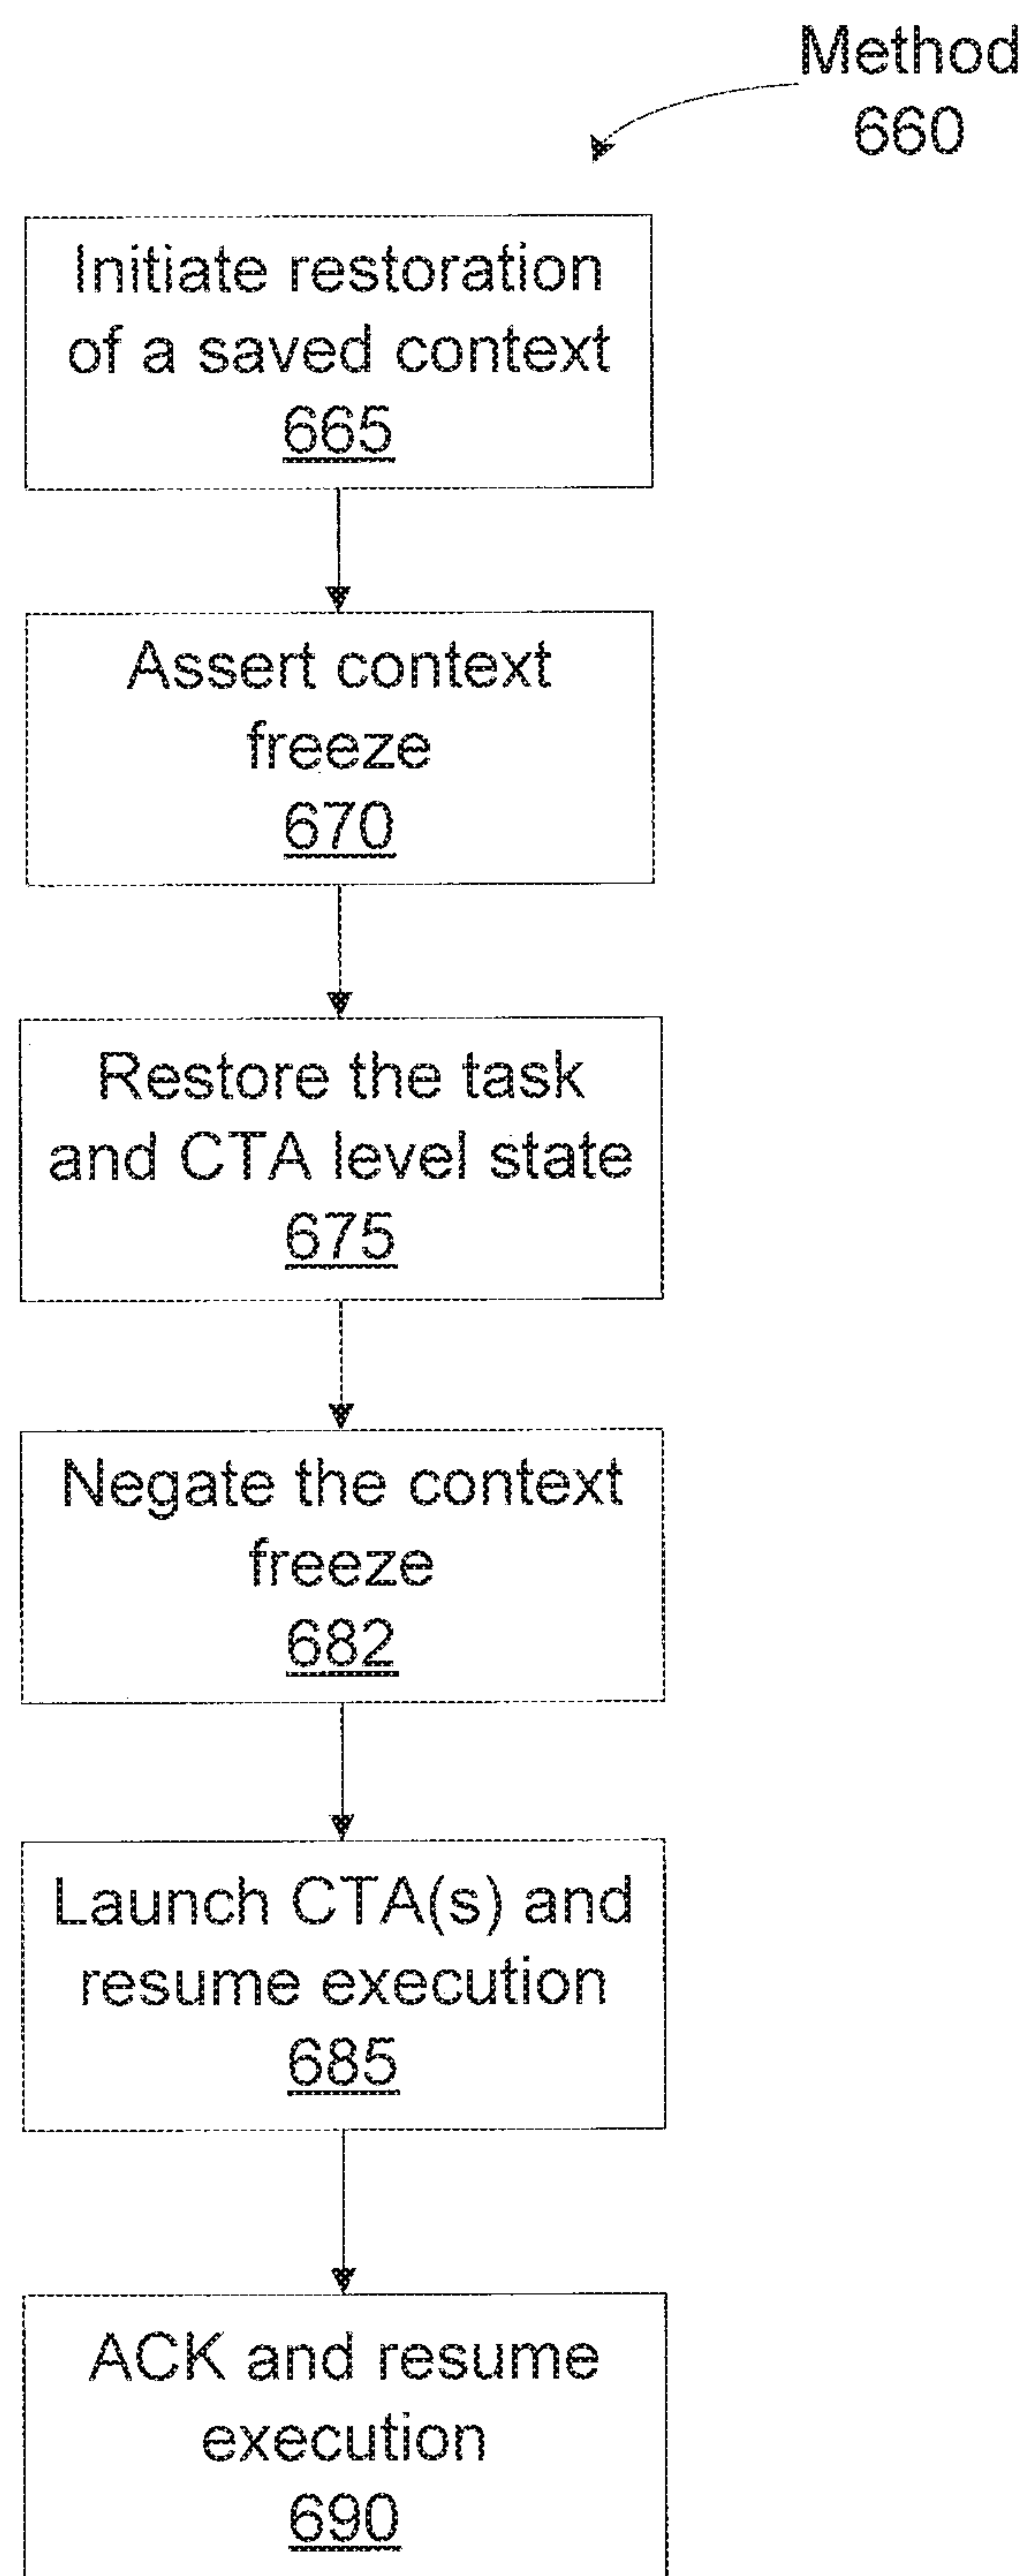 Method
660
Initiate restoration
of a saved context
665
Assert context
freeze
670
Restore the task
and CTA level state
675
Negate the context
freeze
682
Launch CTA(s) and
resume execution
685
ACK and resume
execution
690